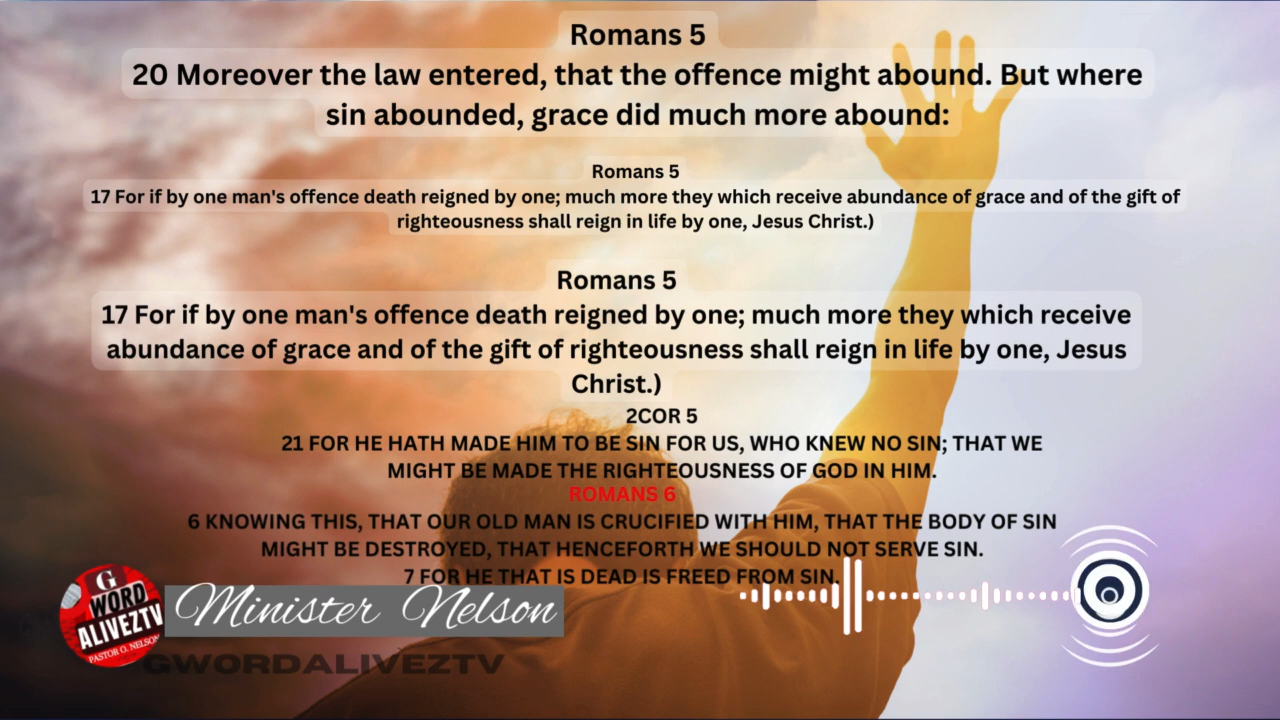 Romans 5
20 Moreover the law entered, that the offence might abound. But where
sin abounded, grace did much more abound:
Romans 5
17 For if by one man's offence death reigned by one; much more they which receive abundance of grace and of the gift of
righteousness shall reign in life by one, Jesus Christ.)
Romans 5
17 For if by one man's offence death reigned by one; much more they which receive
abundance of grace and of the gift of righteousness shall reign in life by one, Jesus
Christ.)
2COR 5
21 FOR HE HATH MADE HIM TO BE SIN FOR US, WHO KNEW NO SIN; THAT WE
MIGHT BE MADE THE RIGHTEOUSNESS OF GOD IN HIM.
ROMANS 6
6 KNOWING THIS, THAT OUR OLD MAN IS CRUCIFIED WITH HIM, THAT THE BODY OF SIN
MIGHT BE DESTROYED, THAT HENCEFORTH WE SHOULD NOT SERVE SIN.
7 FOR HE THAT IS DEAD IS FREED FROM SIN.
G
WORD
ALIVEZTV
PASTOR O. NELSON
Minister Nelson
GWORDALIVEZTV